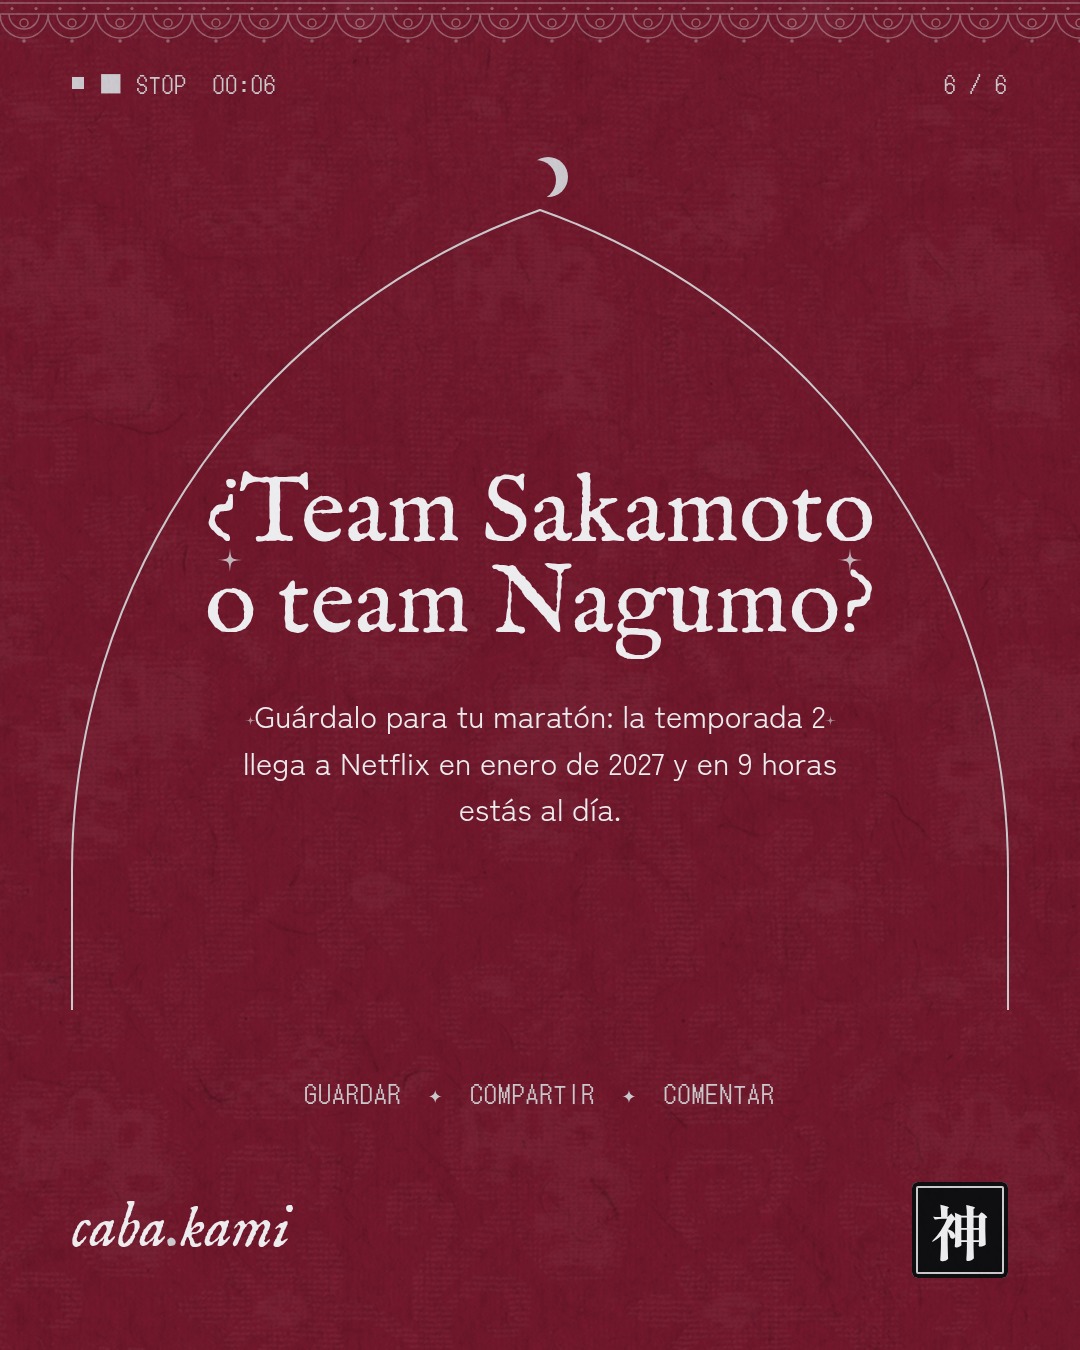 STOP 00:06
6 / 6
¿Team Sakamoto
o team Nagumo?
Guárdalo para tu maratón: la temporada 2
llega a Netflix en enero de 2027 y en 9 horas
estás al día.
GUARDAR ✦ COMPARTIR ✦ COMENTAR
caba.kami
神